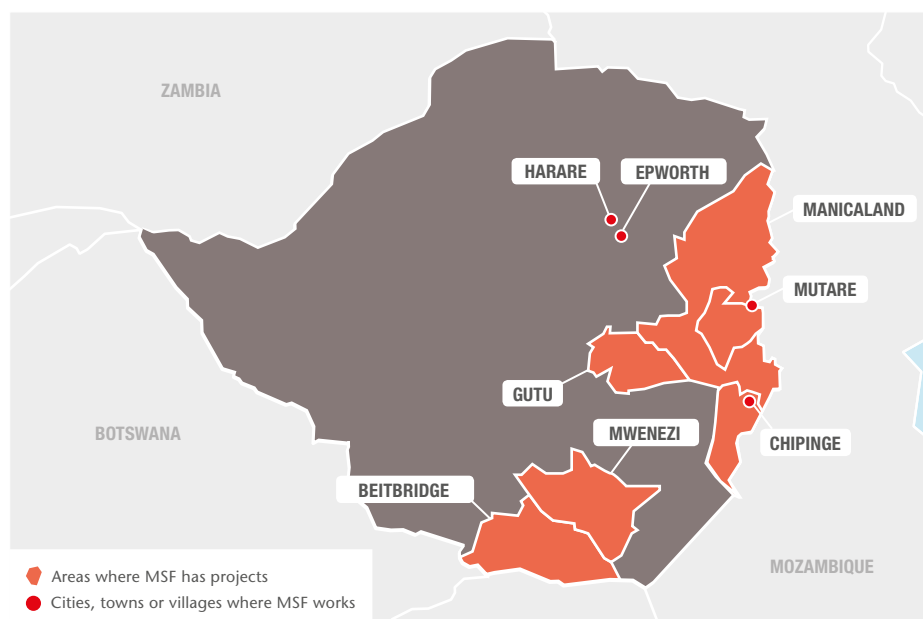 ZAMBIA
HARARE
EPWORTH
MANICALAND
MUTARE
GUTU
MWENEZI
BOTSWANA
CHIPINGE
BEITBRIDGE
MOZAMBIQUE
Areas where MSF has projects
Cities, towns or villages where MSF works